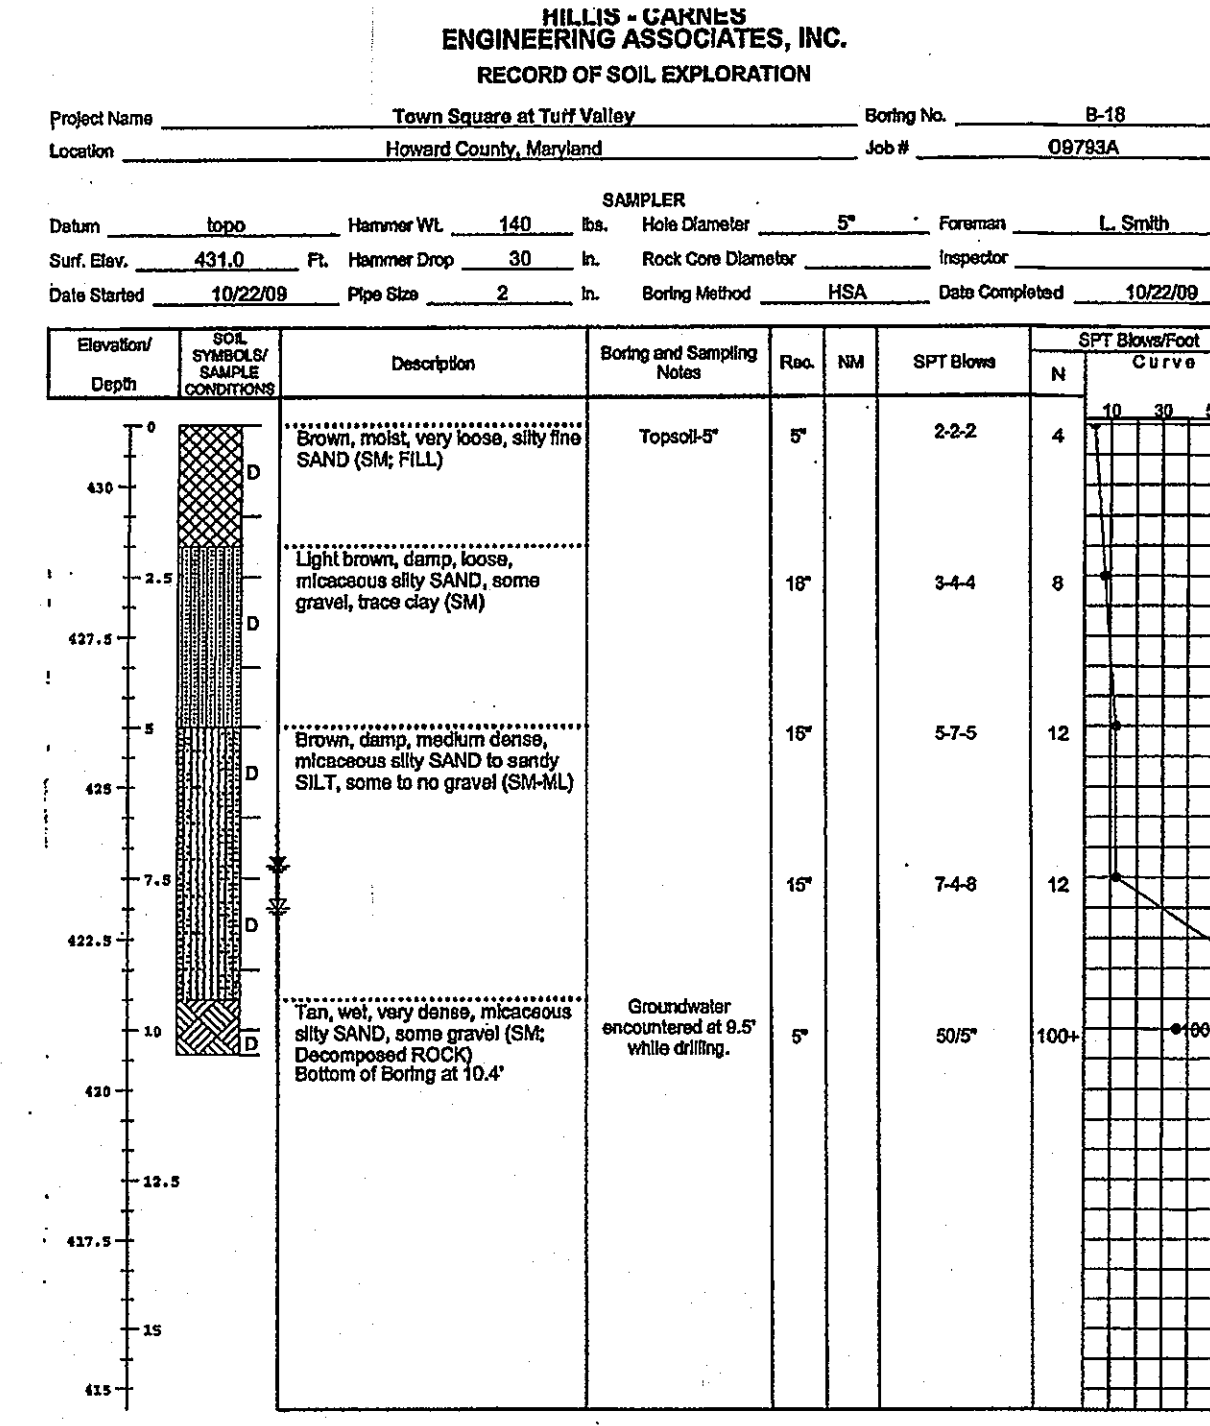 HILLIS - CARNES
ENGINEERING ASSOCIATES, INC.
RECORD OF SOIL EXPLORATION
Project Name Town Square at Turf Valley Boring No. B-18
Location Howard County, Maryland Job # 09793A
SAMPLER
Datum topo Hammer Wt. 140 lbs. Hole Diameter 5" Foreman L. Smith
Surf. Elev. 431.0 Ft. Hammer Drop 30 in. Rock Core Diameter Inspector
Date Started 10/22/09 Pipe Size 2 in. Boring Method HSA Date Completed 10/22/09
Elevation/
Depth
SOIL
SYMBOLS/
SAMPLE
CONDITIONS
Description
Boring and Sampling
Notes
Rec.
NM
SPT Blows
N
SPT Blows/Foot
Curve
10 30
0
Brown, moist, very loose, silty fine
SAND (SM; FILL)
Topsoil-5"
5"
2-2-2
4
D
430
Light brown, damp, loose,
micaceous silty SAND, some
gravel, trace clay (SM)
2.5
18"
3-4-4
8
D
427.5
5
Brown, damp, medium dense,
micaceous silty SAND to sandy
SILT, some to no gravel (SM-ML)
5-7-5
12
D
425
7.5
15"
7-4-8
12
D
422.5
Tan, wet, very dense, micaceous
silty SAND, some gravel (SM;
Decomposed ROCK)
Bottom of Boring at 10.4'
Groundwater
encountered at 9.5'
while drilling.
10
D
5"
50/5"
100+
420
12.5
417.5
15
415